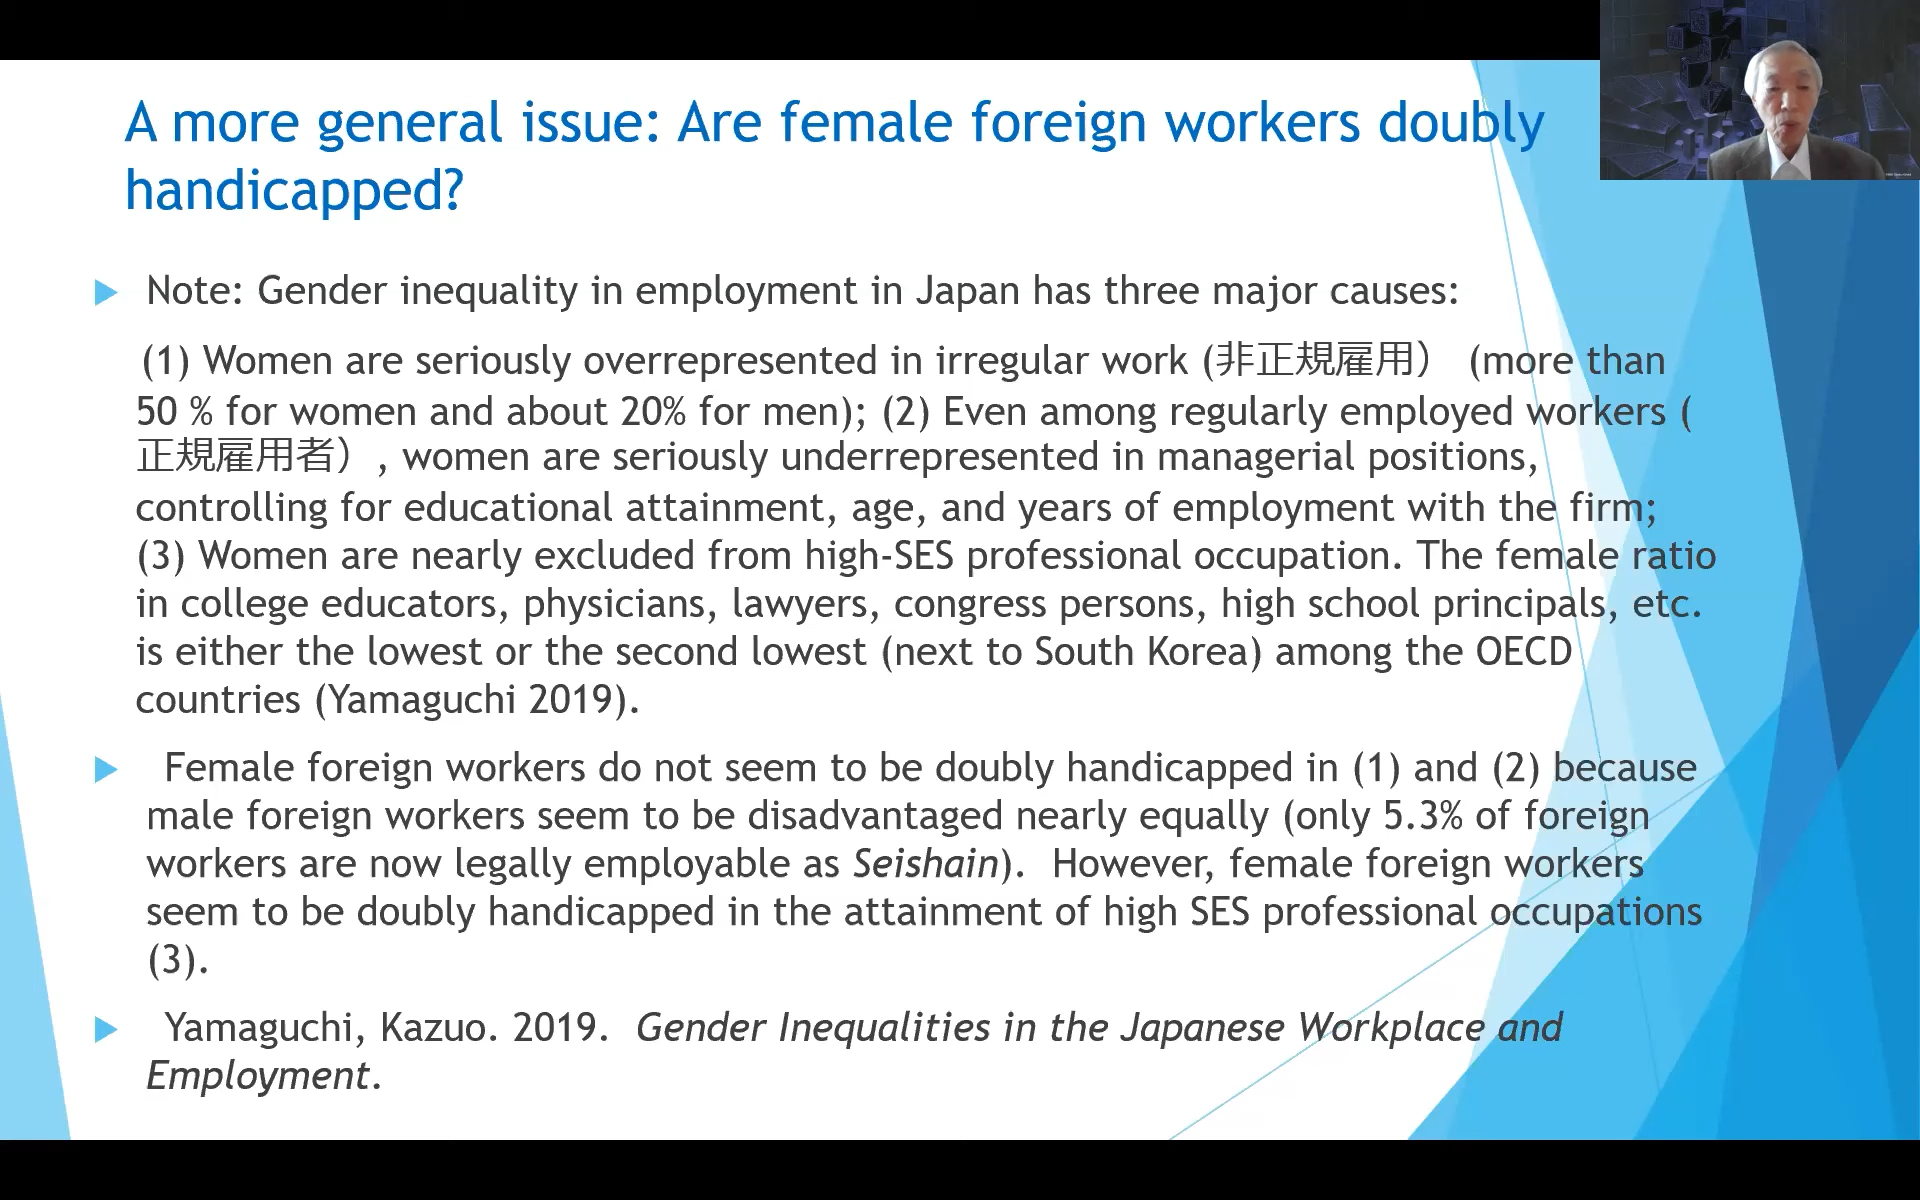 A more general issue: Are female foreign workers doubly
handicapped?
Note: Gender inequality in employment in Japan has three major causes:
(1) Women are seriously overrepresented in irregular work (非正規雇用） (more than
50 % for women and about 20% for men); (2) Even among regularly employed workers (
正規雇用者）, women are seriously underrepresented in managerial positions,
controlling for educational attainment, age, and years of employment with the firm;
(3) Women are nearly excluded from high-SES professional occupation. The female ratio
in college educators, physicians, lawyers, congress persons, high school principals, etc.
is either the lowest or the second lowest (next to South Korea) among the OECD
countries (Yamaguchi 2019).
Female foreign workers do not seem to be doubly handicapped in (1) and (2) because
male foreign workers seem to be disadvantaged nearly equally (only 5.3% of foreign
workers are now legally employable as Seishain). However, female foreign workers
seem to be doubly handicapped in the attainment of high SES professional occupations
(3).
Yamaguchi, Kazuo. 2019. Gender Inequalities in the Japanese Workplace and
Employment.